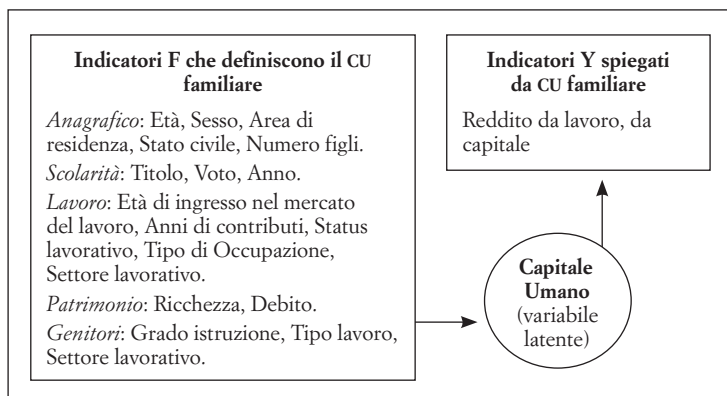 Indicatori F che definiscono il CU
familiare
Anagrafico: Età, Sesso, Area di
residenza, Stato civile, Numero figli.
Scolarità: Titolo, Voto, Anno.
Lavoro: Età di ingresso nel mercato
del lavoro, Anni di contributi, Status
lavorativo, Tipo di Occupazione,
Settore lavorativo.
Patrimonio: Ricchezza, Debito.
Genitori: Grado istruzione, Tipo lavoro,
Settore lavorativo.
Indicatori Y spiegati
da CU familiare
Reddito da lavoro, da
capitale
Capitale
Umano
(variabile
latente)